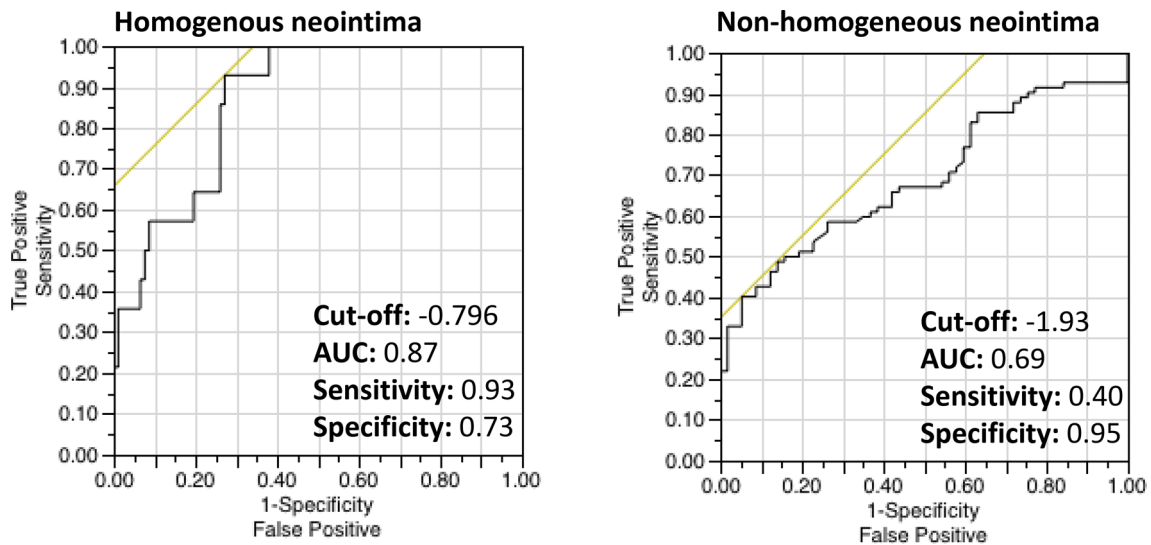 Homogenous neointima
1.00
0.90
0.80
0.70
0.60
0.50
0.40
0.30
0.20
0.10
0.00
True Positive
Sensitivity
Cut-off: -0.796
AUC: 0.87
Sensitivity: 0.93
Specificity: 0.73
0.00 0.20 0.40 0.60 0.80 1.00
1-Specificity
False Positive
Non-homogeneous neointima
1.00
0.90
0.80
0.70
0.60
0.50
0.40
0.30
0.20
0.10
0.00
True Positive
Sensitivity
Cut-off: -1.93
AUC: 0.69
Sensitivity: 0.40
Specificity: 0.95
0.00 0.20 0.40 0.60 0.80 1.00
1-Specificity
False Positive